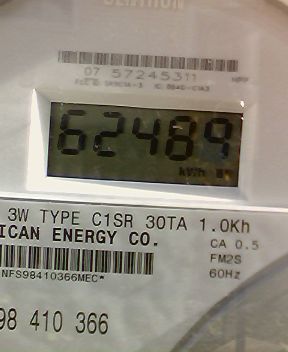 07 57245311
62489
kWh
3W TYPE C1SR 30TA 1.0Kh
ICAN ENERGY CO.
CA 0.5
FM2S
60Hz
NFS98410366MEC*
98 410 366